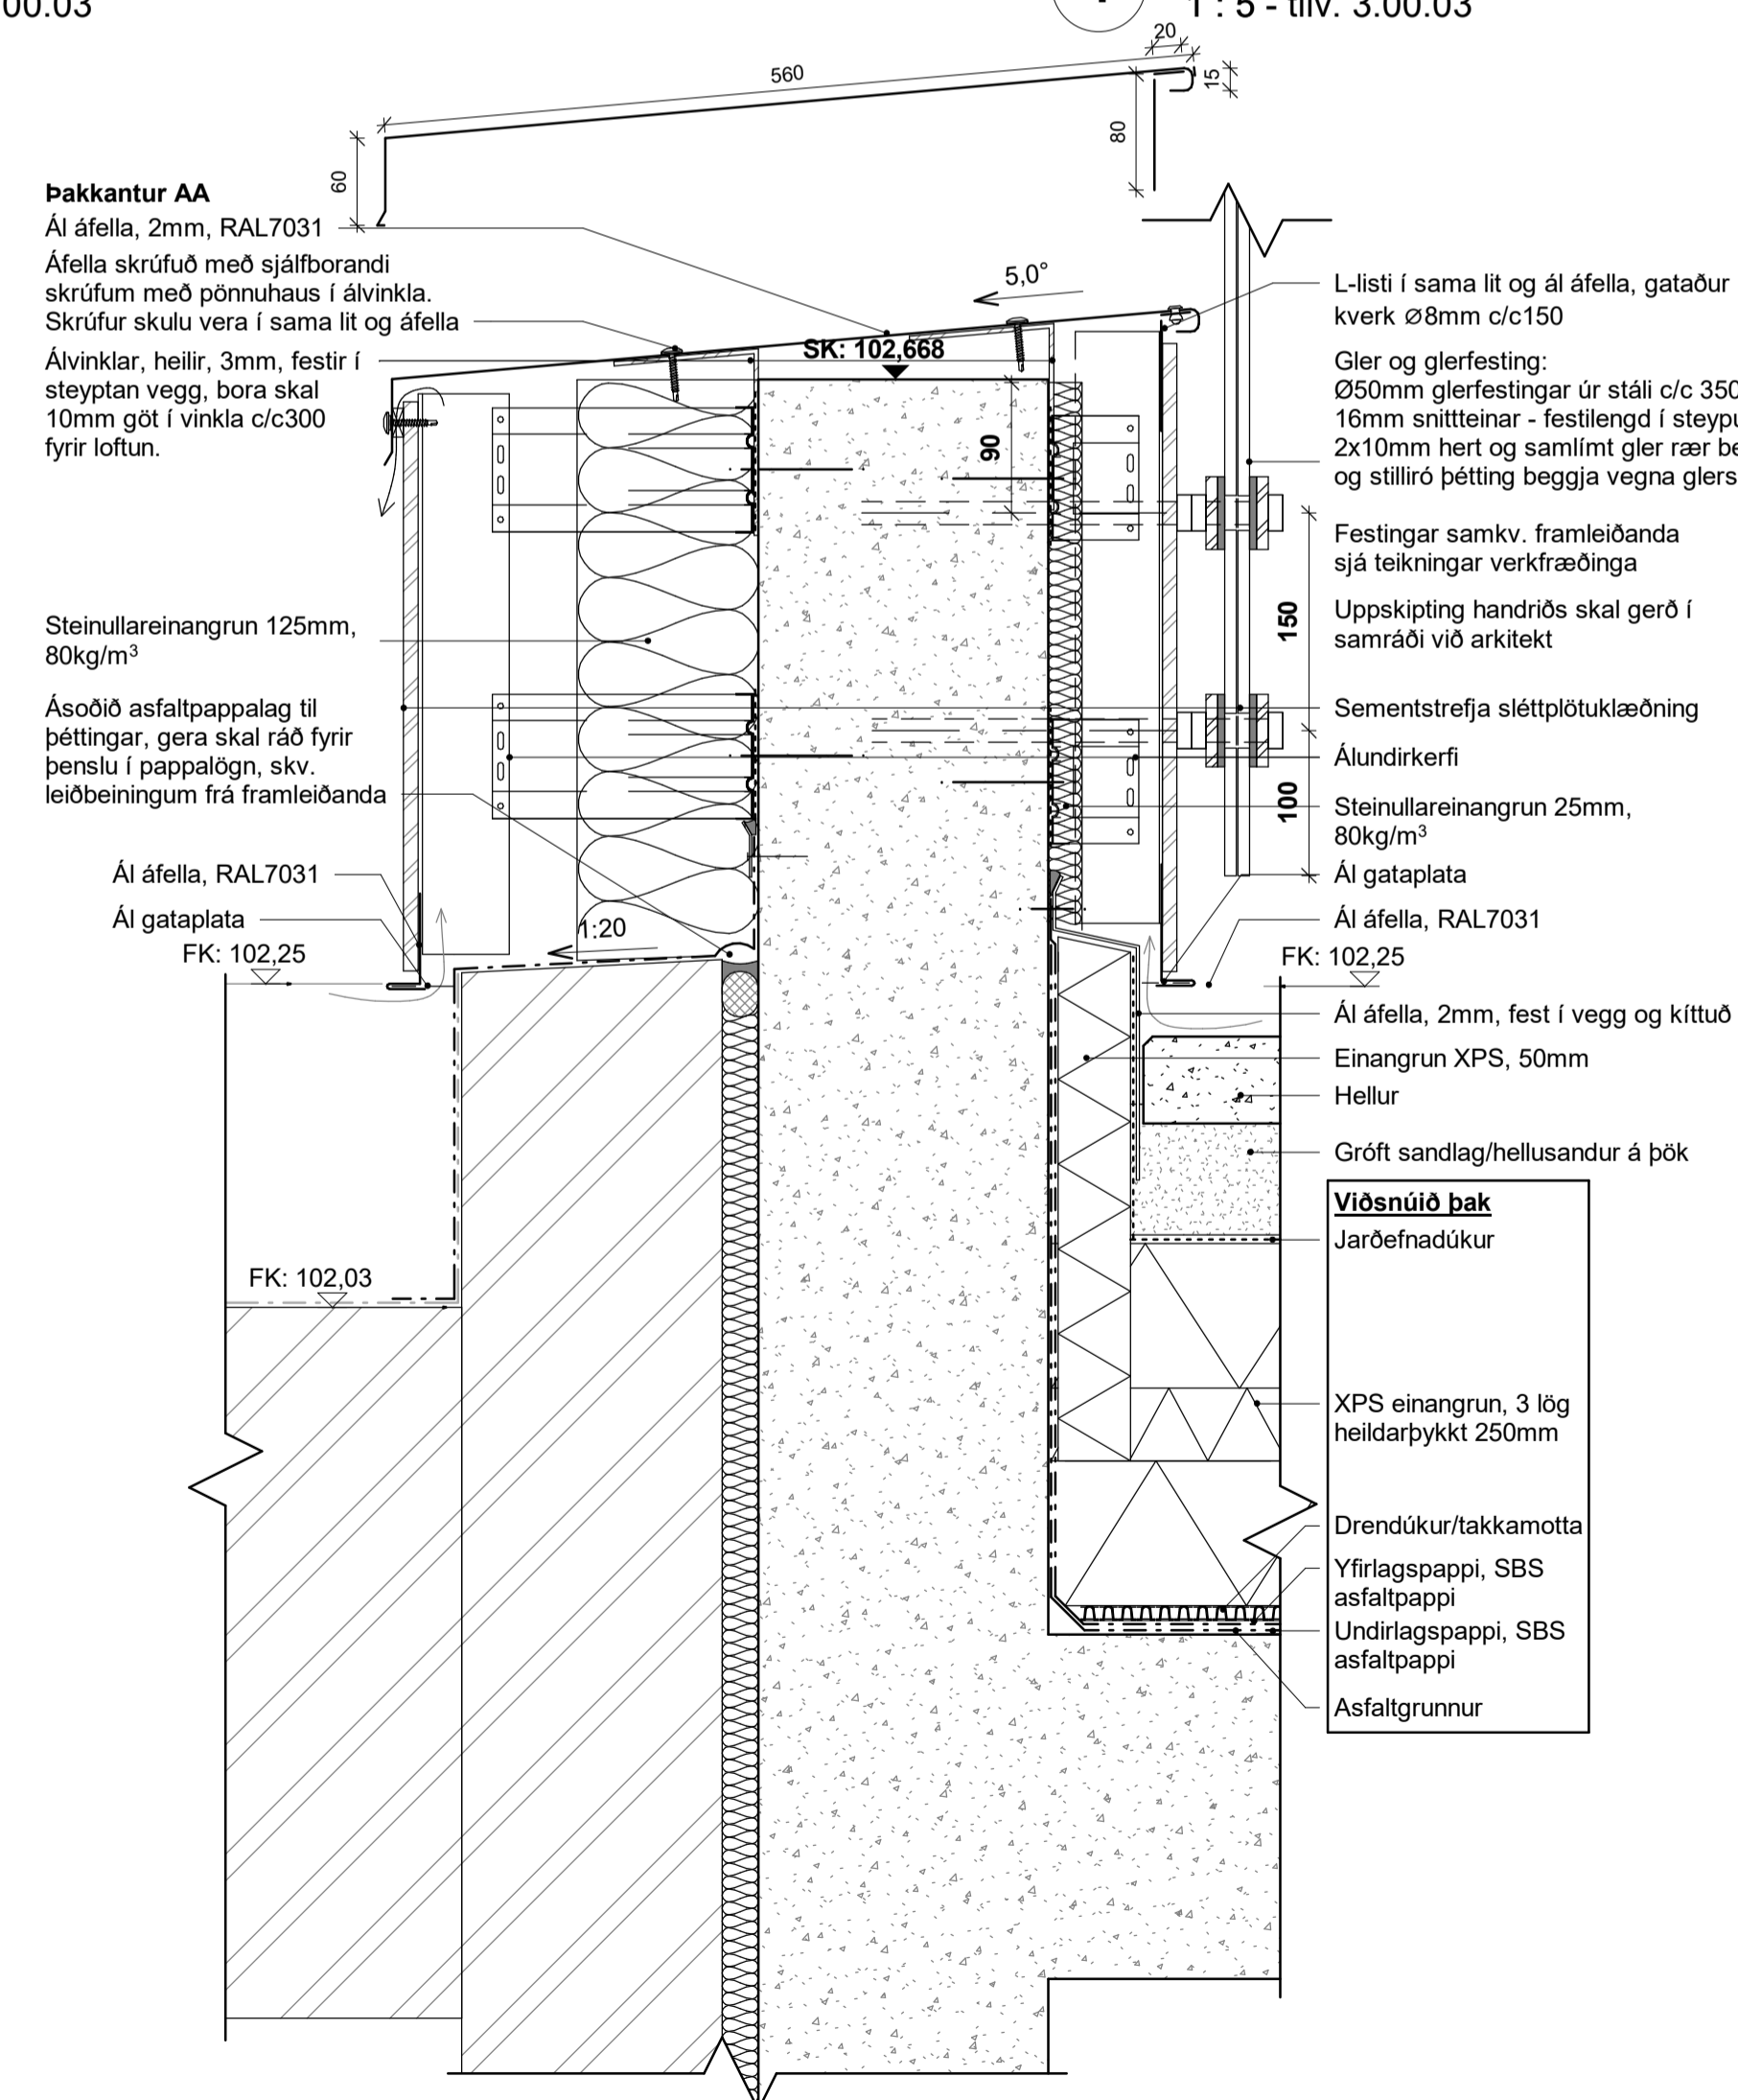 00.03
1 : 5 - tilv. 3.00.03
20
560
15
80
60
Þakkantur AA
Ál áfella, 2mm, RAL7031
Áfella skrúfuð með sjálfborandi
skrúfum með pönnuhaus í álvinkla.
Skrúfur skulu vera í sama lit og áfella
Álvinklar, heilir, 3mm, festir í
steyptan vegg, bora skal
10mm göt í vinkla c/c300
fyrir loftun.
Steinullareinangrun 125mm,
80kg/m³
Ásoðið asfaltpappalag til
þéttingar, gera skal ráð fyrir
þenslu í pappalögn, skv.
leiðbeiningum frá framleiðanda
Ál áfella, RAL7031
Ál gataplata
FK: 102,25
1:20
FK: 102,03
5,0°
SK: 102,668
90
150
100
L-listi í sama lit og ál áfella, gataður
kverk Ø8mm c/c150
Gler og glerfesting:
Ø50mm glerfestingar úr stáli c/c 350
16mm snittteinar - festilengd í steypu
2x10mm hert og samlímt gler rær be
og stilliró þétting beggja vegna glers
Festingar samkv. framleiðanda
sjá teikningar verkfræðinga
Uppskipting handriðs skal gerð í
samráði við arkitekt
Sementstrefja sléttplötuklæðning
Álundirkerfi
Steinullareinangrun 25mm,
80kg/m³
Ál gataplata
Ál áfella, RAL7031
FK: 102,25
Ál áfella, 2mm, fest í vegg og kíttuð
Einangrun XPS, 50mm
Hellur
Gróft sandlag/hellusandur á þök
Viðsnúið þak
Jarðefnadúkur
XPS einangrun, 3 lög
heildarþykkt 250mm
Drendúkur/takkamotta
Yfirlagspappi, SBS
asfaltpappi
Undirlagspappi, SBS
asfaltpappi
Asfaltgrunnur